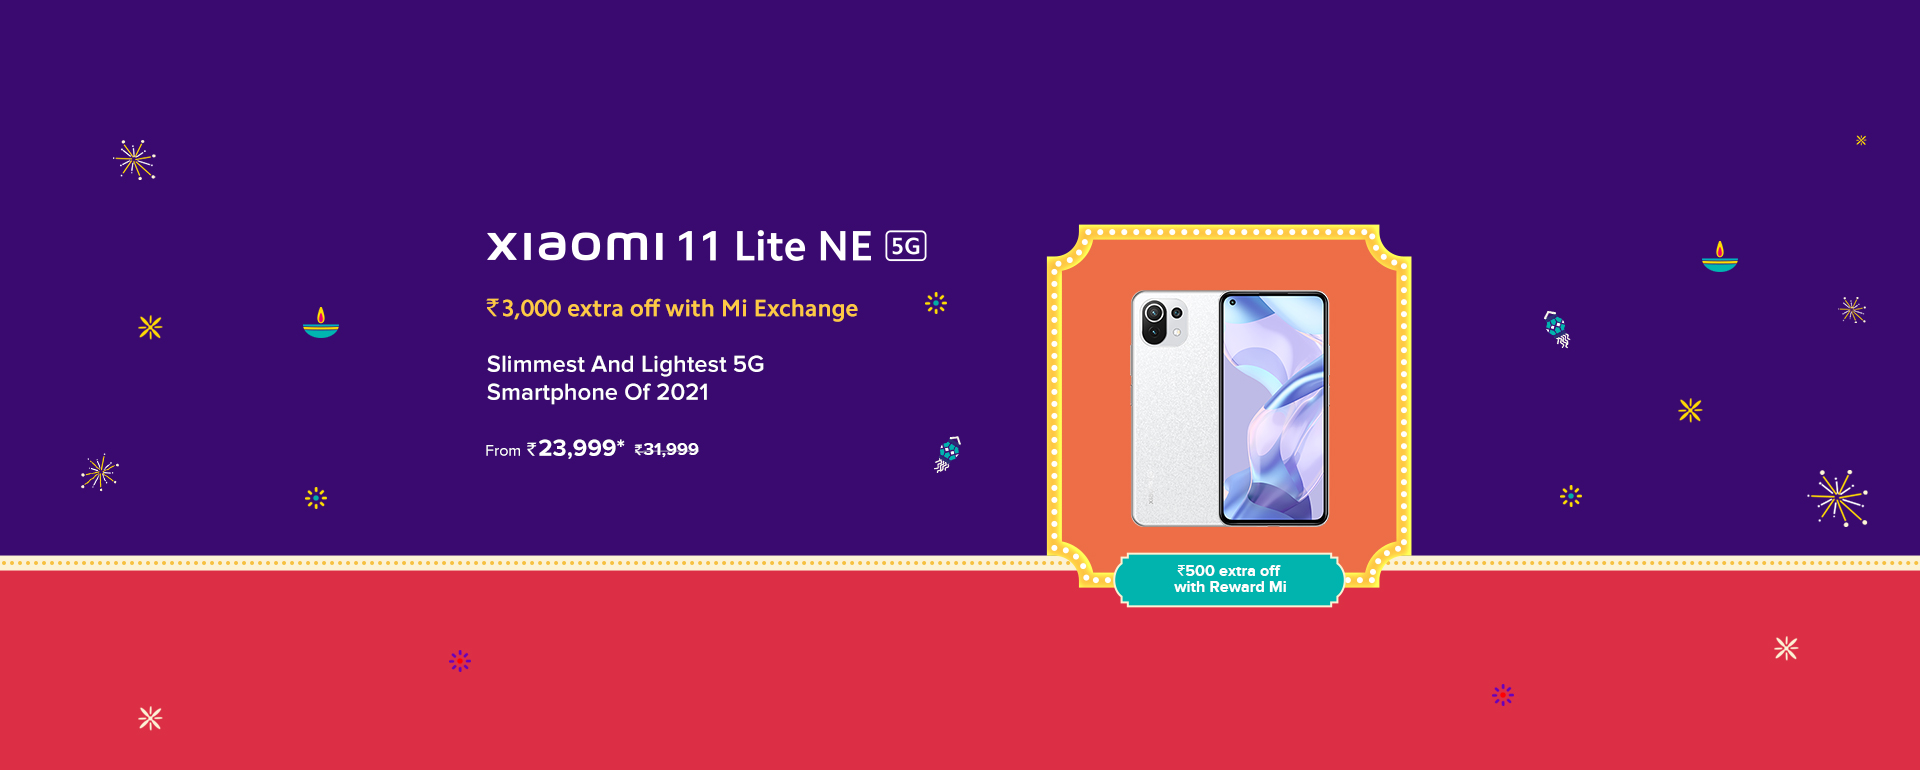 xiaomi 11 Lite NE 5G
₹3,000 extra off with Mi Exchange
Slimmest And Lightest 5G
Smartphone Of 2021
From ₹23,999* ₹31,999
₹500 extra off
with Reward Mi